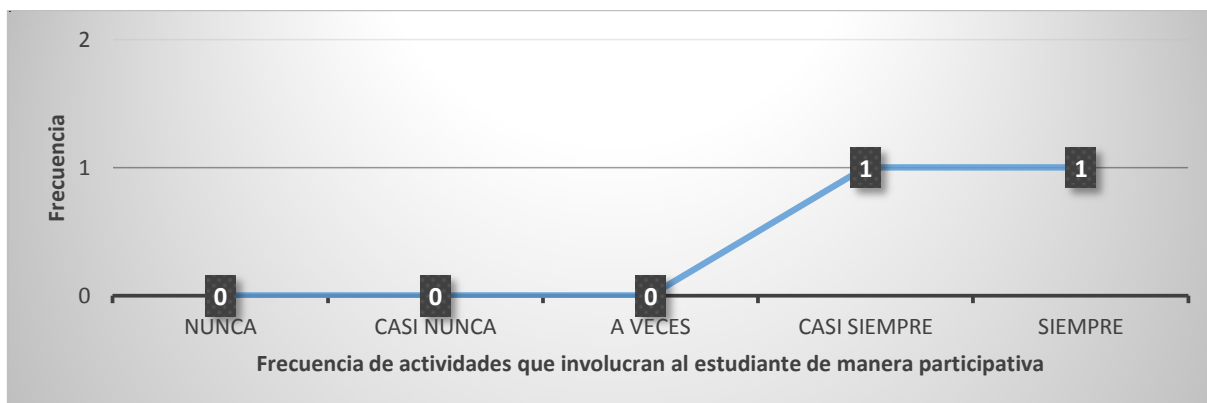 2
1
0
Frecuencia
0
0
0
1
1
NUNCA
CASI NUNCA
A VECES
CASI SIEMPRE
SIEMPRE
Frecuencia de actividades que involucran al estudiante de manera participativa